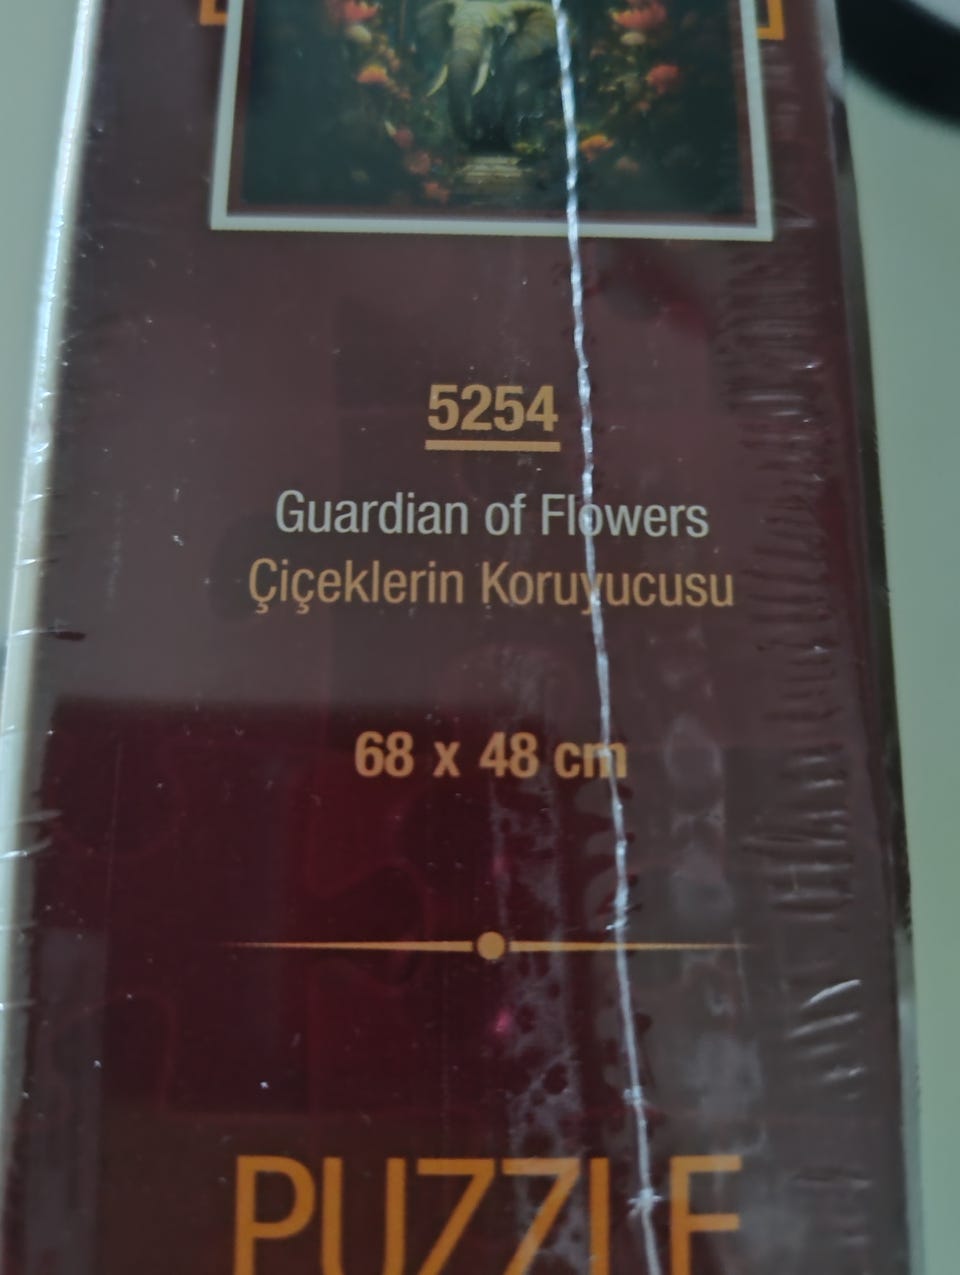 5254
Guardian of Flowers
Çiçeklerin Koruyucusu
68 x 48 cm
PUZZLE